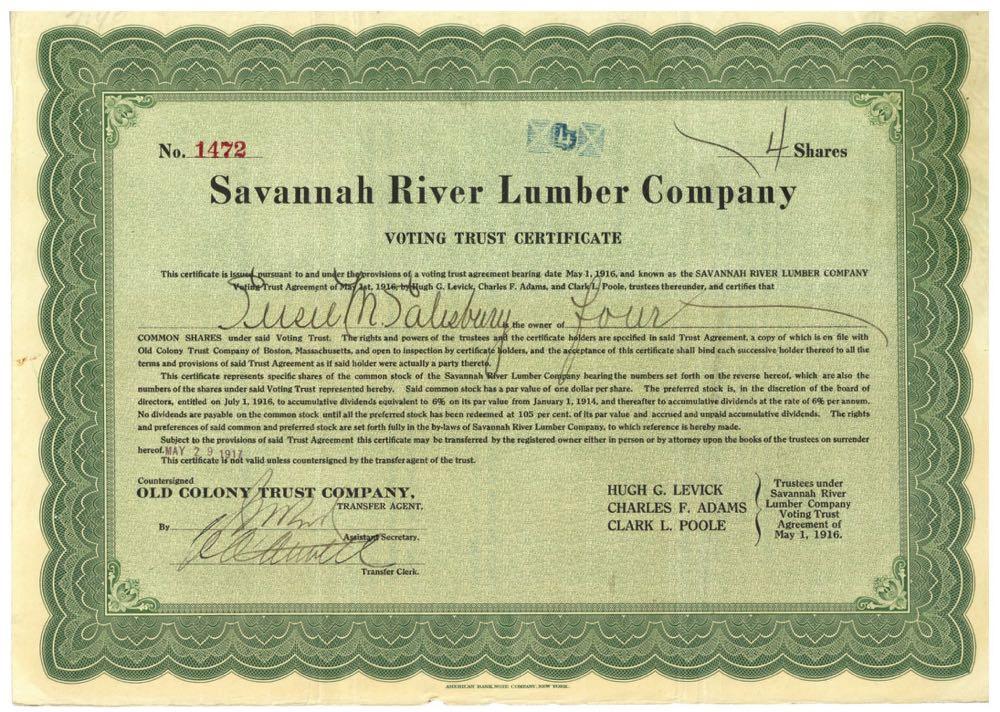 No. 1472
4 Shares
Savannah River Lumber Company
VOTING TRUST CERTIFICATE
This certificate is issued pursuant to and under the provisions of a voting trust agreement bearing date May 1, 1916, and known as the SAVANNAH RIVER LUMBER COMPANY
Voting Trust Agreement of May 1st, 1916, by Hugh G. Levick, Charles F. Adams, and Clark L. Poole, trustees thereunder, and certifies that
Susie M. Salisbury is the owner of four
COMMON SHARES under said Voting Trust. The rights and powers of the trustees and the certificate holders are specified in said Trust Agreement, a copy of which is on file with
Old Colony Trust Company of Boston, Massachusetts, and open to inspection by certificate holders, and the acceptance of this certificate shall bind each successive holder thereof to all the
terms and provisions of said Trust Agreement as if said holder were actually a party thereto.
This certificate represents specific shares of the common stock of the Savannah River Lumber Company bearing the numbers set forth on the reverse hereof, which are also the
numbers of the shares under said Voting Trust represented hereby. Said common stock has a par value of one dollar per share. The preferred stock is, in the discretion of the board of
directors, entitled on July 1, 1916, to accumulative dividends equivalent to 6% on its par value from January 1, 1914, and thereafter to accumulative dividends at the rate of 6% per annum.
No dividends are payable on the common stock until all the preferred stock has been redeemed at 105 per cent. of its par value and accrued and unpaid accumulative dividends. The rights
and preferences of said common and preferred stock are set forth fully in the by-laws of Savannah River Lumber Company, to which reference is hereby made.
Subject to the provisions of said Trust Agreement this certificate may be transferred by the registered owner either in person or by attorney upon the books of the trustees on surrender
hereof. MAY 29 1917
This certificate is not valid unless countersigned by the transfer agent of the trust.
Countersigned
OLD COLONY TRUST COMPANY,
TRANSFER AGENT.
By
Assistant Secretary.
Transfer Clerk.
HUGH G. LEVICK
CHARLES F. ADAMS
CLARK L. POOLE
Trustees under
Savannah River
Lumber Company
Voting Trust
Agreement of
May 1, 1916.
AMERICAN BANK NOTE COMPANY, NEW YORK.